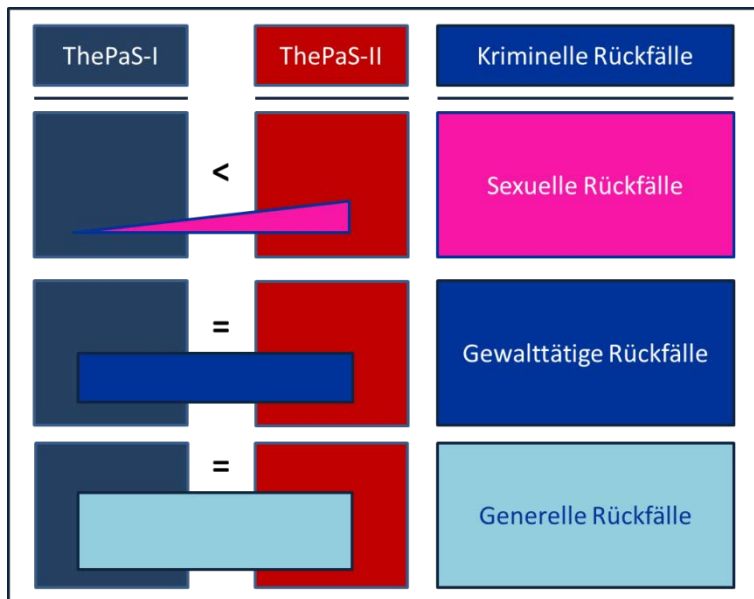 ThePaS-I
ThePaS-II
Kriminelle Rückfälle
<
Sexuelle Rückfälle
=
Gewalttätige Rückfälle
=
Generelle Rückfälle